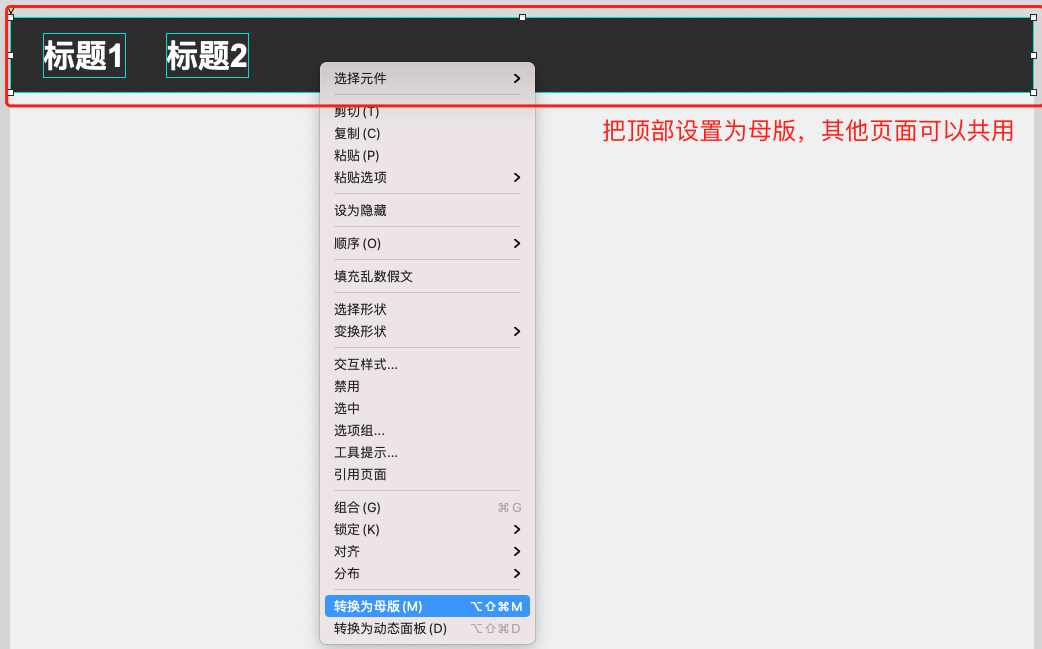 标题1 标题2
选择元件
剪切 (T)
复制 (C)
粘贴 (P)
粘贴选项
设为隐藏
顺序 (O)
填充乱数假文
选择形状
变换形状
交互样式...
禁用
选中
选项组...
工具提示...
引用页面
组合 (G) ⌘ G
锁定 (K)
对齐
分布
转换为母版 (M) ⌥⇧⌘M
转换为动态面板 (D) ⌥⇧⌘D
把顶部设置为母版，其他页面可以共用